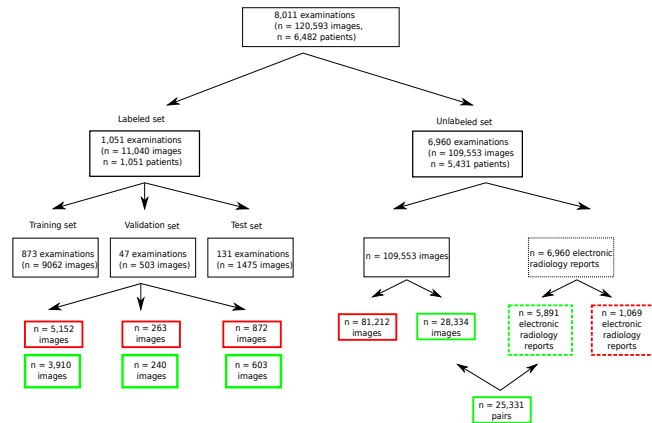 8,011 examinations
(n = 120,593 images,
n = 6,482 patients)
Labeled set
Unlabeled set
1,051 examinations
(n = 11,040 images
n = 1,051 patients)
6,960 examinations
(n = 109,553 images
n = 5,431 patients)
Training set
Validation set
Test set
873 examinations
(n = 9062 images)
47 examinations
(n = 503 images)
131 examinations
(n = 1475 images)
n = 109,553 images
n = 6,960 electronic
radiology reports
n = 5,152
images
n = 263
images
n = 872
images
n = 81,212
images
n = 28,334
images
n = 5,891
electronic
radiology
reports
n = 1,069
electronic
radiology
reports
n = 3,910
images
n = 240
images
n = 603
images
n = 25,331
pairs